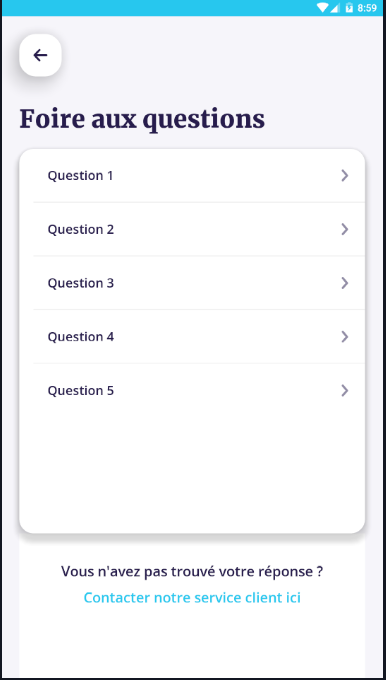 8:59
Foire aux questions
Question 1
Question 2
Question 3
Question 4
Question 5
Vous n'avez pas trouvé votre réponse ?
Contacter notre service client ici